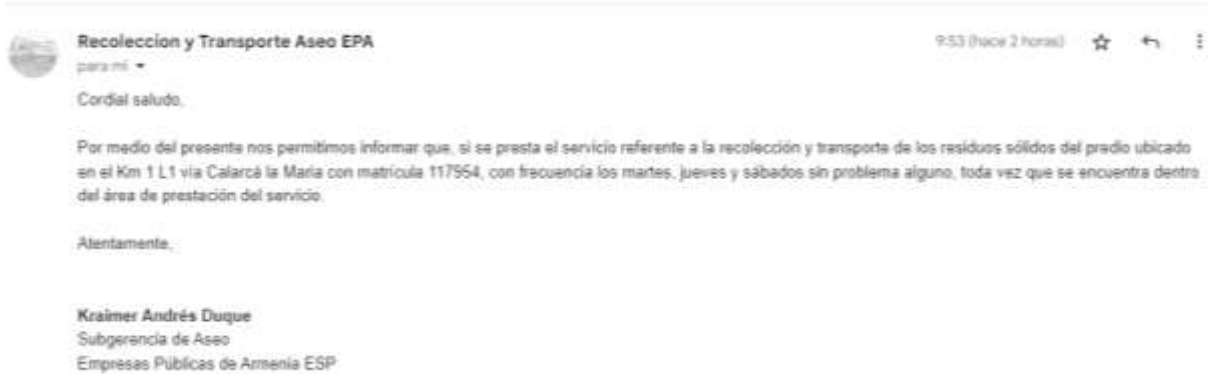 Recoleccion y Transporte Aseo EPA
9:53 (hace 2 horas)
para mí
Cordial saludo,
Por medio del presente nos permitimos informar que, si se presta el servicio referente a la recolección y transporte de los residuos sólidos del predio ubicado
en el Km 1 L1 vía Calarcá la Maria con matrícula 117954, con frecuencia los martes, jueves y sábados sin problema alguno, toda vez que se encuentra dentro
del área de prestación del servicio.
Atentamente,
Kraimer Andrés Duque
Subgerencia de Aseo
Empresas Públicas de Armenia ESP